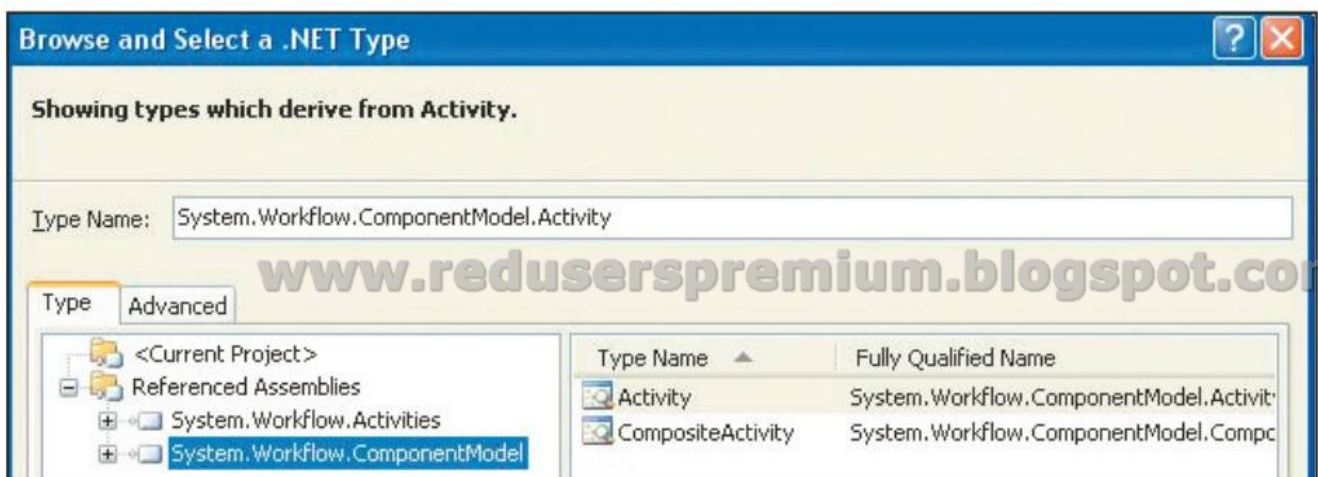 Browse and Select a .NET Type
Showing types which derive from Activity.
Type Name: System.Workflow.ComponentModel.Activity
www.reduserspremium.blogspot.com
Type Advanced
<Current Project>
Referenced Assemblies
System.Workflow.Activities
System.Workflow.ComponentModel
Type Name Fully Qualified Name
Activity System.Workflow.ComponentModel.Activit
CompositeActivity System.Workflow.ComponentModel.Compc